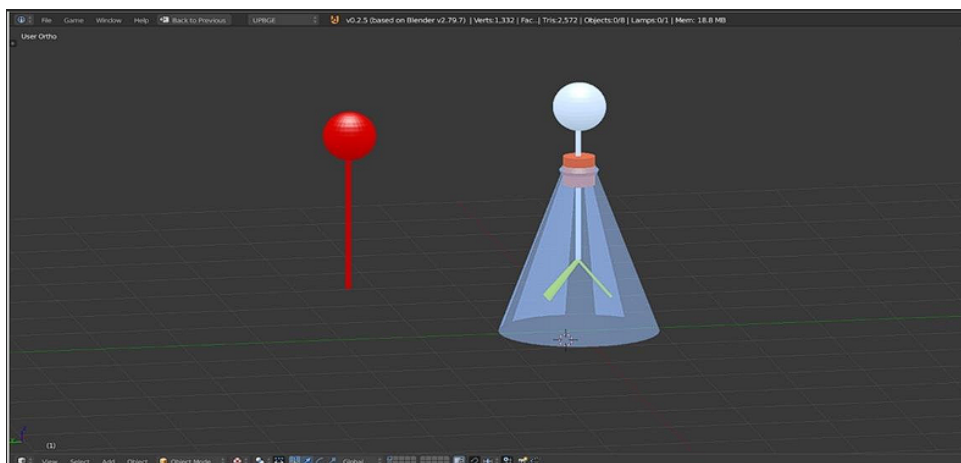 File Game Window Help Back to Previous UPBGE v0.2.5 (based on Blender v2.79.7) | Verts:1,332 | Fac..| Tris:2,572 | Objects:0/8 | Lamps:0/1 | Mem: 18.8 MB
User Ortho
(1)
View Select Add Object Object Mode Global